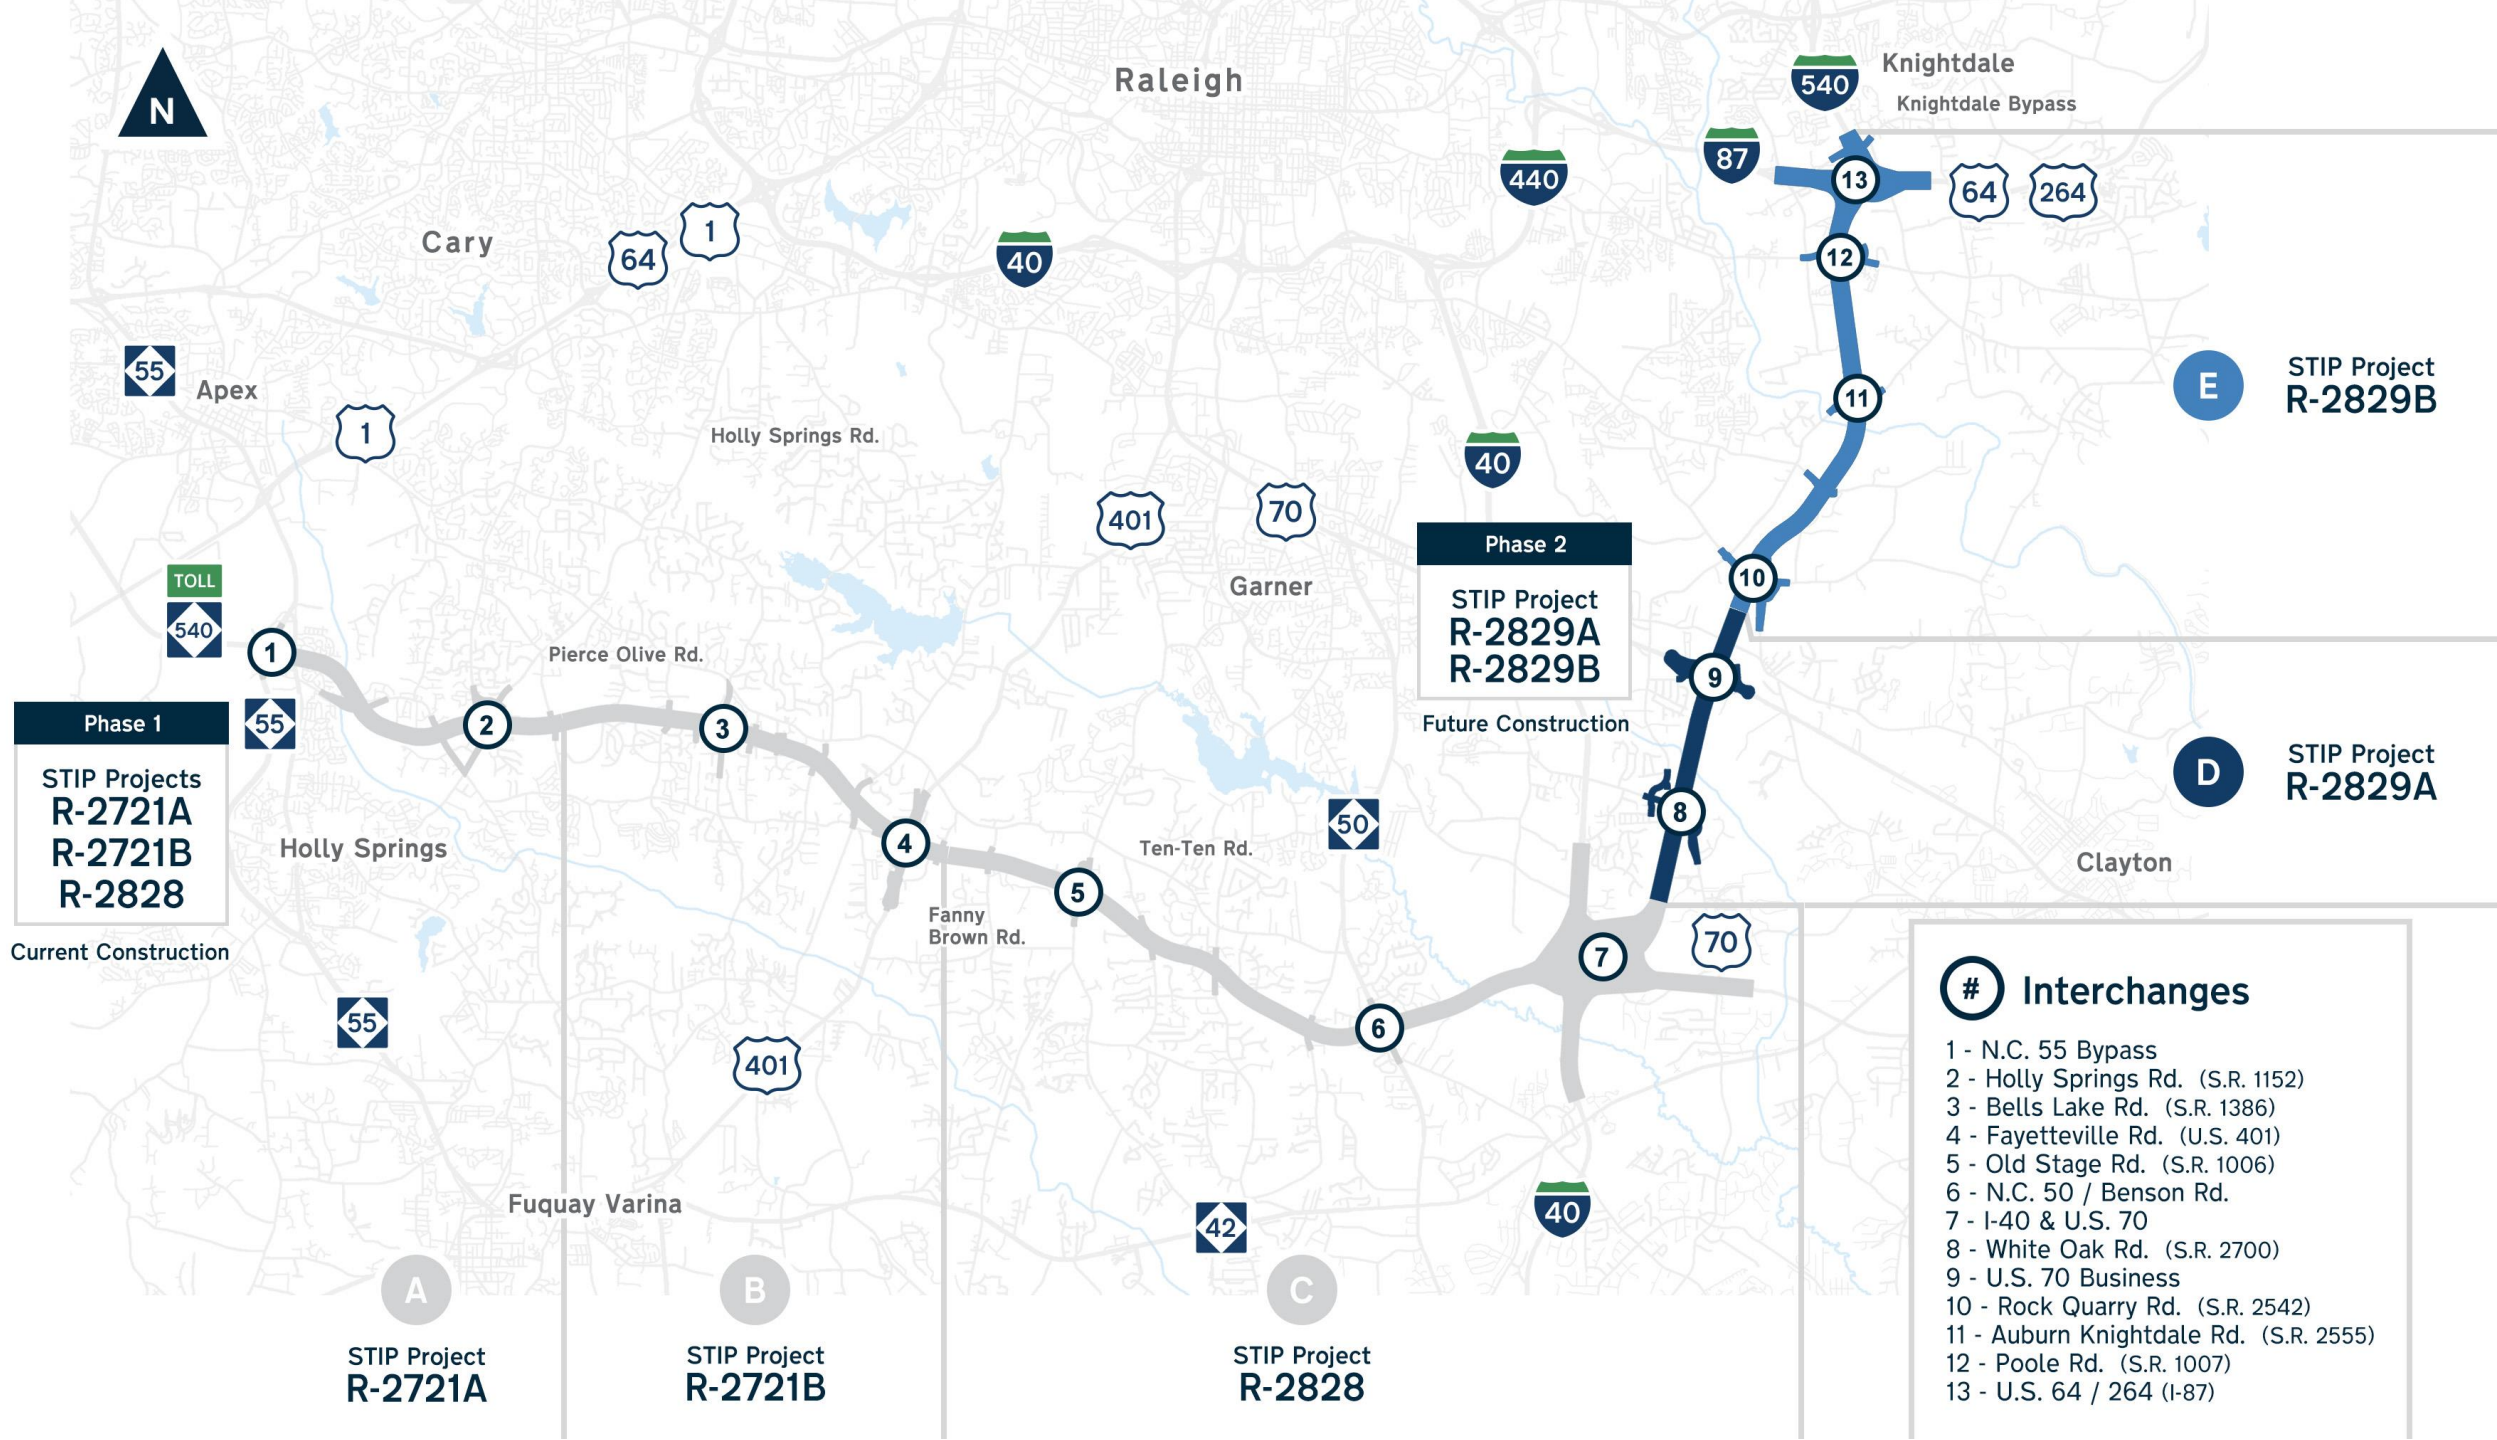 N
Raleigh
Knightdale
540
Knightdale Bypass
87
440
13
64
264
1
64
Cary
40
12
55
Apex
1
11
E
STIP Project
R-2829B
Holly Springs Rd.
40
401
70
Phase 2
STIP Project
R-2829A
R-2829B
Future Construction
Garner
10
TOLL
540
1
Pierce Olive Rd.
9
55
2
3
Phase 1
STIP Projects
R-2721A
R-2721B
R-2828
Current Construction
D
STIP Project
R-2829A
8
50
4
Holly Springs
Ten-Ten Rd.
Clayton
5
Fanny
Brown Rd.
7
70
6
55
401
Fuquay Varina
42
40
# Interchanges
1 - N.C. 55 Bypass
2 - Holly Springs Rd. (S.R. 1152)
3 - Bells Lake Rd. (S.R. 1386)
4 - Fayetteville Rd. (U.S. 401)
5 - Old Stage Rd. (S.R. 1006)
6 - N.C. 50 / Benson Rd.
7 - I-40 & U.S. 70
8 - White Oak Rd. (S.R. 2700)
9 - U.S. 70 Business
10 - Rock Quarry Rd. (S.R. 2542)
11 - Auburn Knightdale Rd. (S.R. 2555)
12 - Poole Rd. (S.R. 1007)
13 - U.S. 64 / 264 (I-87)
A
STIP Project
R-2721A
B
STIP Project
R-2721B
C
STIP Project
R-2828